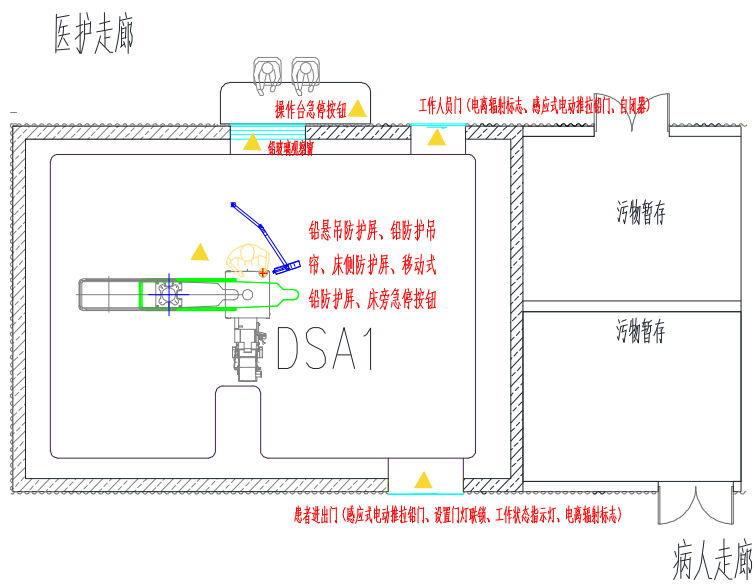 医护走廊
操作台急停按钮
工作人员门（电离辐射标志、感应式电动推拉铅门、自闭器）
铅玻璃观察窗
污物暂存
铅悬吊防护屏、铅防护吊
帘、床侧防护屏、移动式
铅防护屏、床旁急停按钮
DSA1
污物暂存
患者进出门（感应式电动推拉铅门、设置门灯联锁、工作状态指示灯、电离辐射标志）
病人走廊